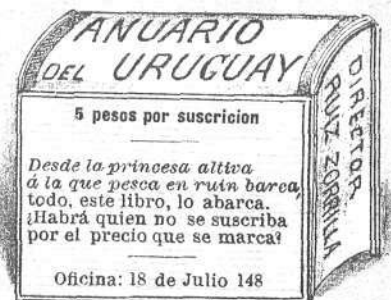 ANUARIO
DEL URUGUAY
DIRECTOR
RUIZ ZORRILLA
5 pesos por suscricion
Desde la princesa altiva
á la que pesca en ruin barca,
todo, este libro, lo abarca.
¿Habrá quien no se suscriba
por el precio que se marca?
Oficina: 18 de Julio 148